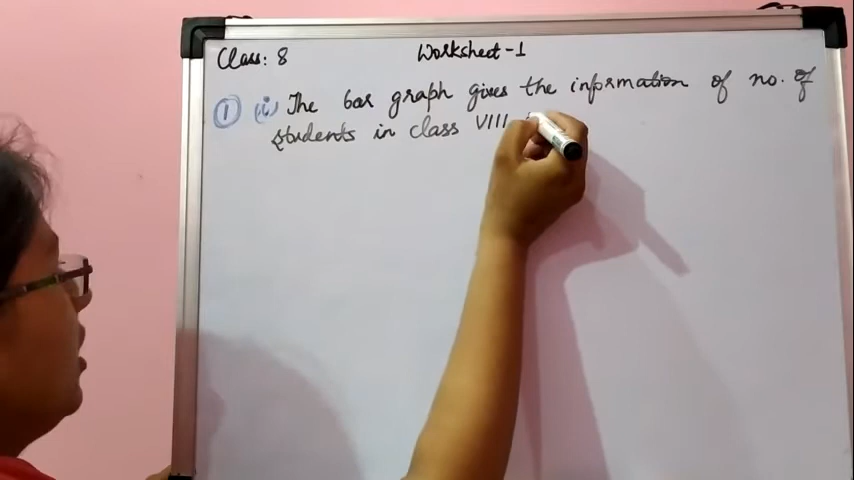 Class: 8
Worksheet-1
① (i) The bar graph gives the information of no. of
students in class VIII